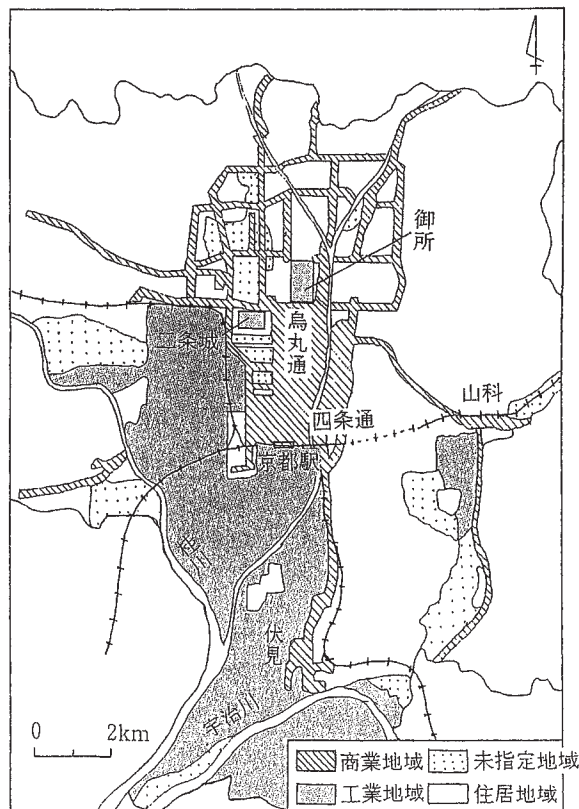 御所
二条城
烏丸通
山科
四条通
京都駅
桂川
伏見
宇治川
0 2km
商業地域 未指定地域
工業地域 住居地域